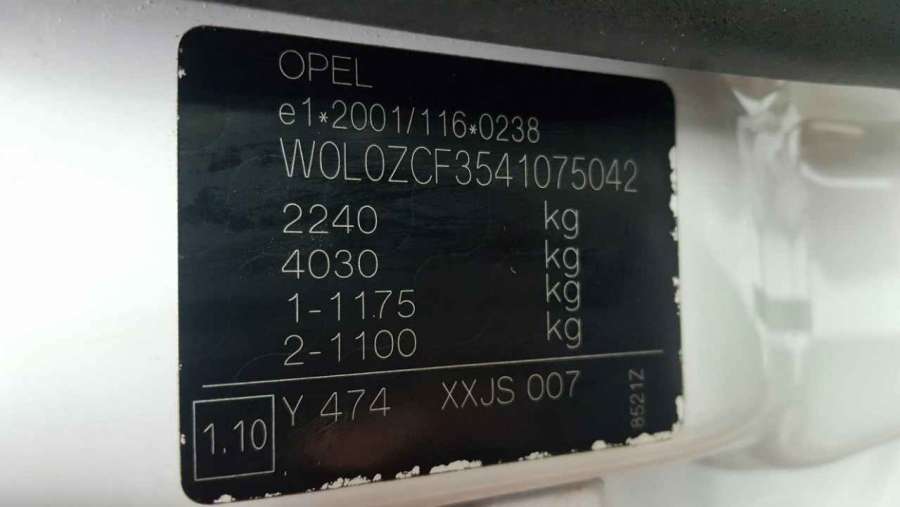 OPEL
e1*2001/116*0238
W0L0ZCF3541075042
2240 kg
4030 kg
1-1175 kg
2-1100 kg
1.10 Y 474 XXJS 007
8521Z